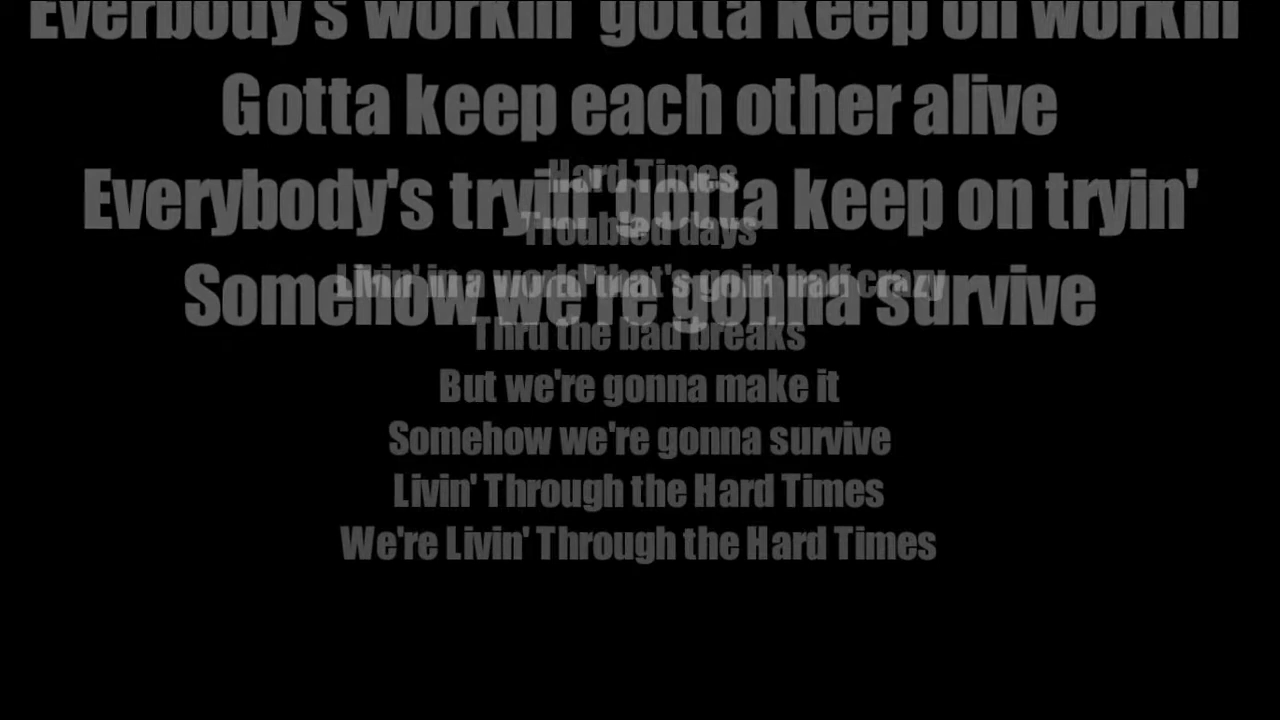 Everbody's workin' gotta keep on workin'
Gotta keep each other alive
Everybody's tryin' gotta keep on tryin'
Somehow we're gonna survive
Hard Times
Troubled days
Livin' in a world that's goin' half crazy
Thru the bad breaks
But we're gonna make it
Somehow we're gonna survive
Livin' Through the Hard Times
We're Livin' Through the Hard Times